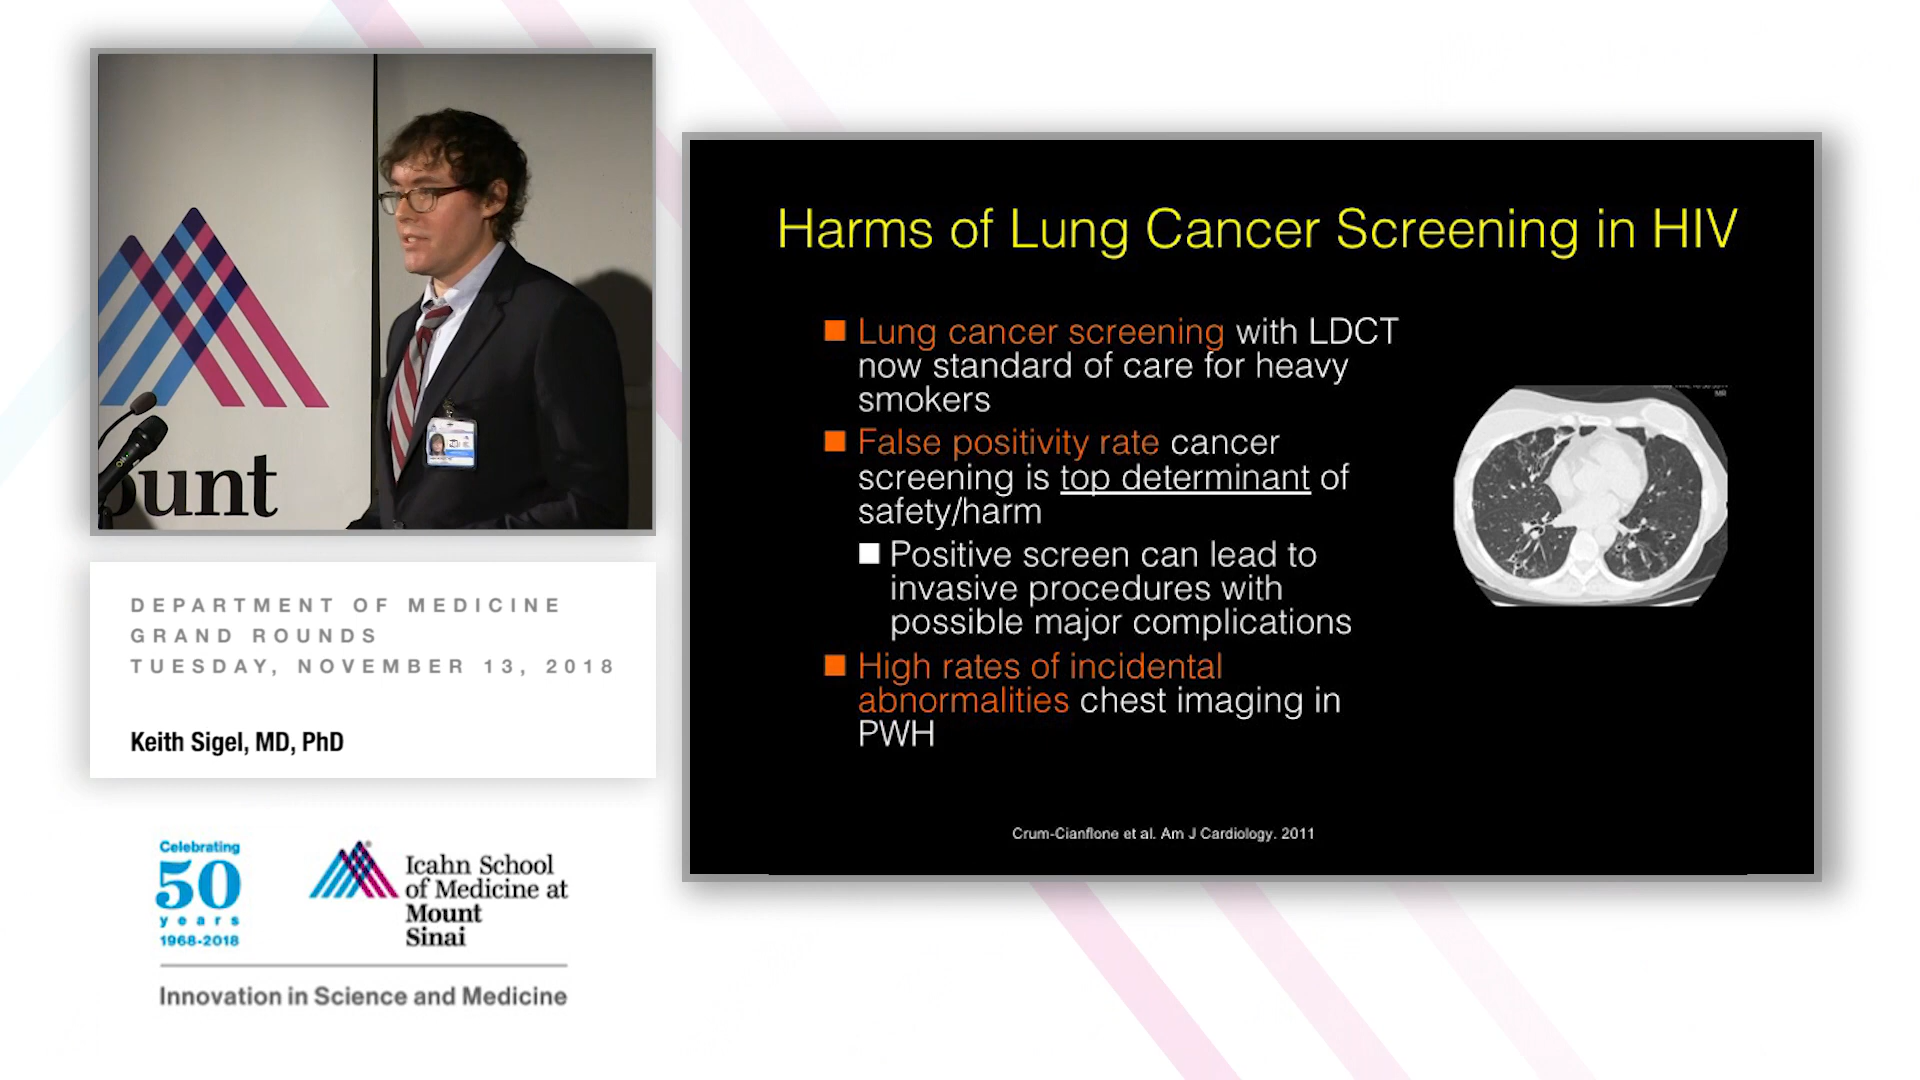 ount
DEPARTMENT OF MEDICINE
GRAND ROUNDS
TUESDAY, NOVEMBER 13, 2018
Keith Sigel, MD, PhD
Celebrating
50
years
1968-2018
Icahn School
of Medicine at
Mount
Sinai
Innovation in Science and Medicine
Harms of Lung Cancer Screening in HIV
Lung cancer screening with LDCT
now standard of care for heavy
smokers
False positivity rate cancer
screening is top determinant of
safety/harm
Positive screen can lead to
invasive procedures with
possible major complications
High rates of incidental
abnormalities chest imaging in
PWH
Crum-Cianflone et al. Am J Cardiology. 2011